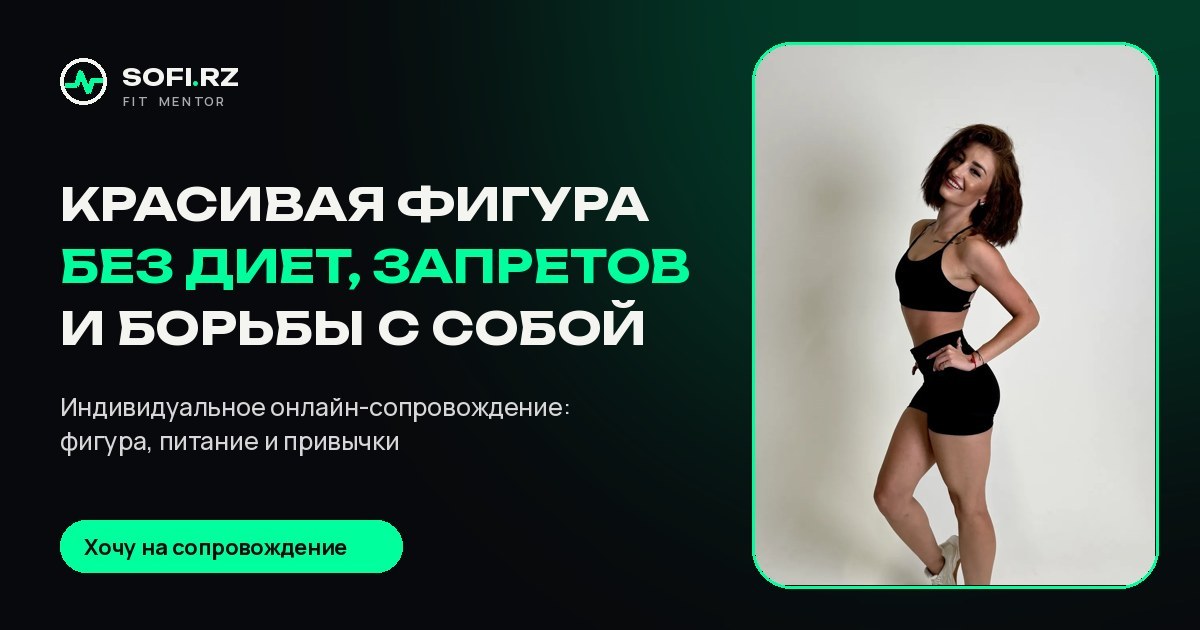 SOFI.RZ
FIT MENTOR
КРАСИВАЯ ФИГУРА
БЕЗ ДИЕТ, ЗАПРЕТОВ
И БОРЬБЫ С СОБОЙ
Индивидуальное онлайн-сопровождение:
фигура, питание и привычки
Хочу на сопровождение